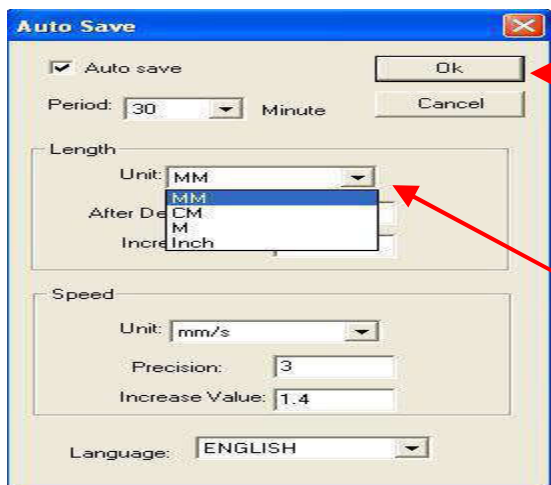 Auto Save
Auto save Ok
Period: 30 Minute Cancel
Length
Unit: MM
MM
After De CM
M
Incre Inch
Speed
Unit: mm/s
Precision: 3
Increase Value: 1.4
Language: ENGLISH